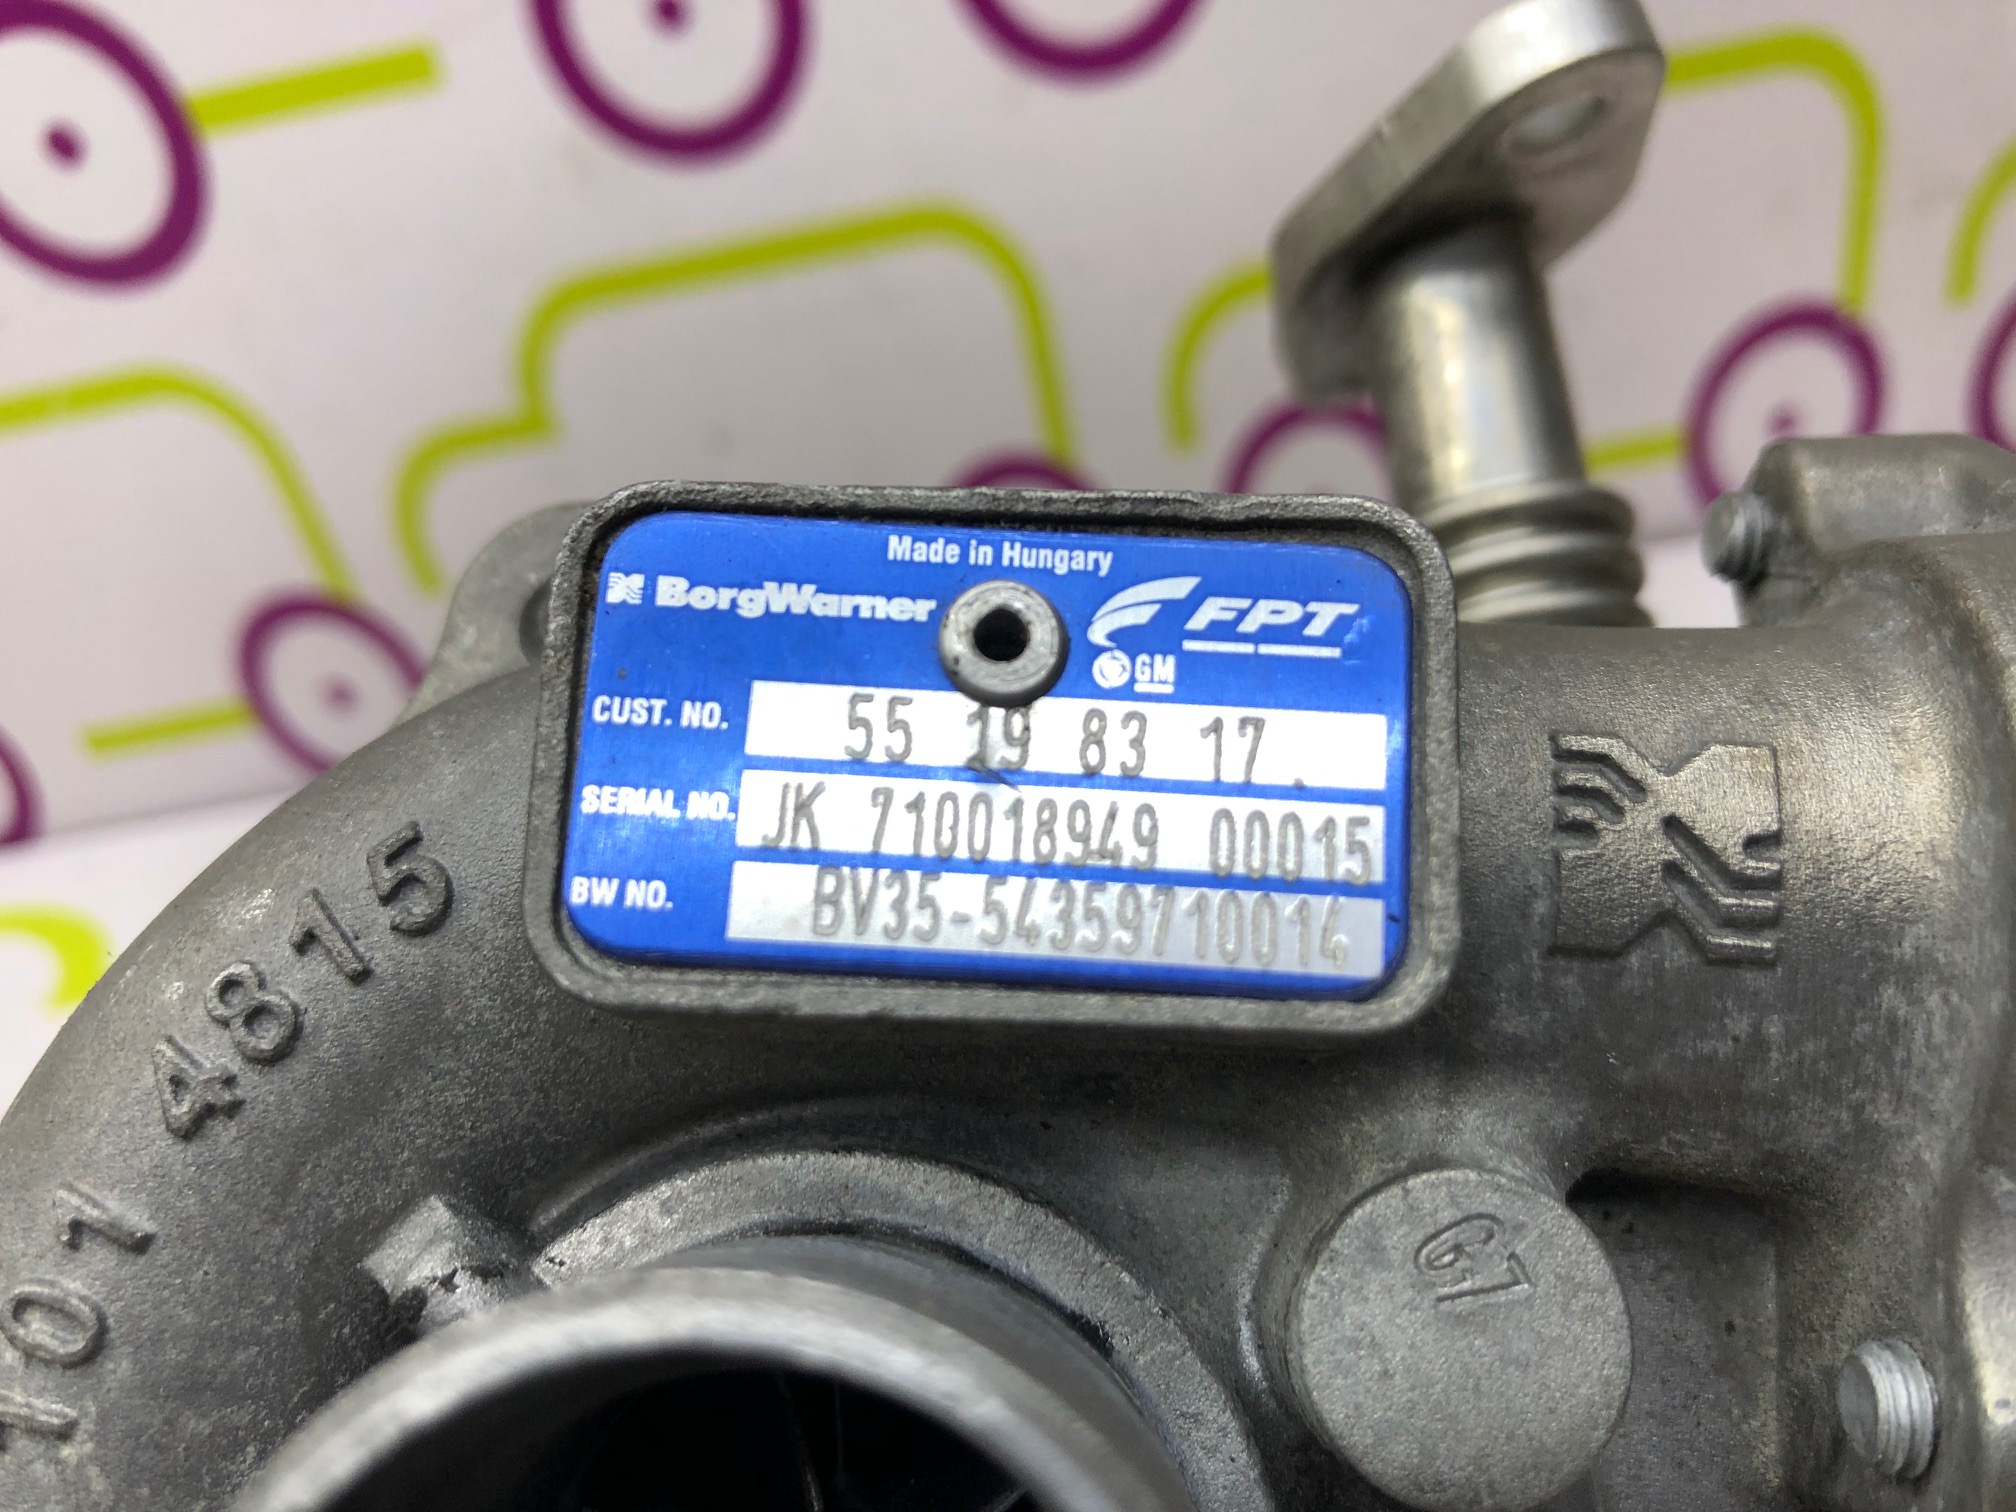 Made in Hungary
BorgWarner
FPT
GM
CUST. NO. 55 19 83 17.
SERIAL NO. JK 710018949 00015
BW NO. BV35-54359710014
101 4815
G7